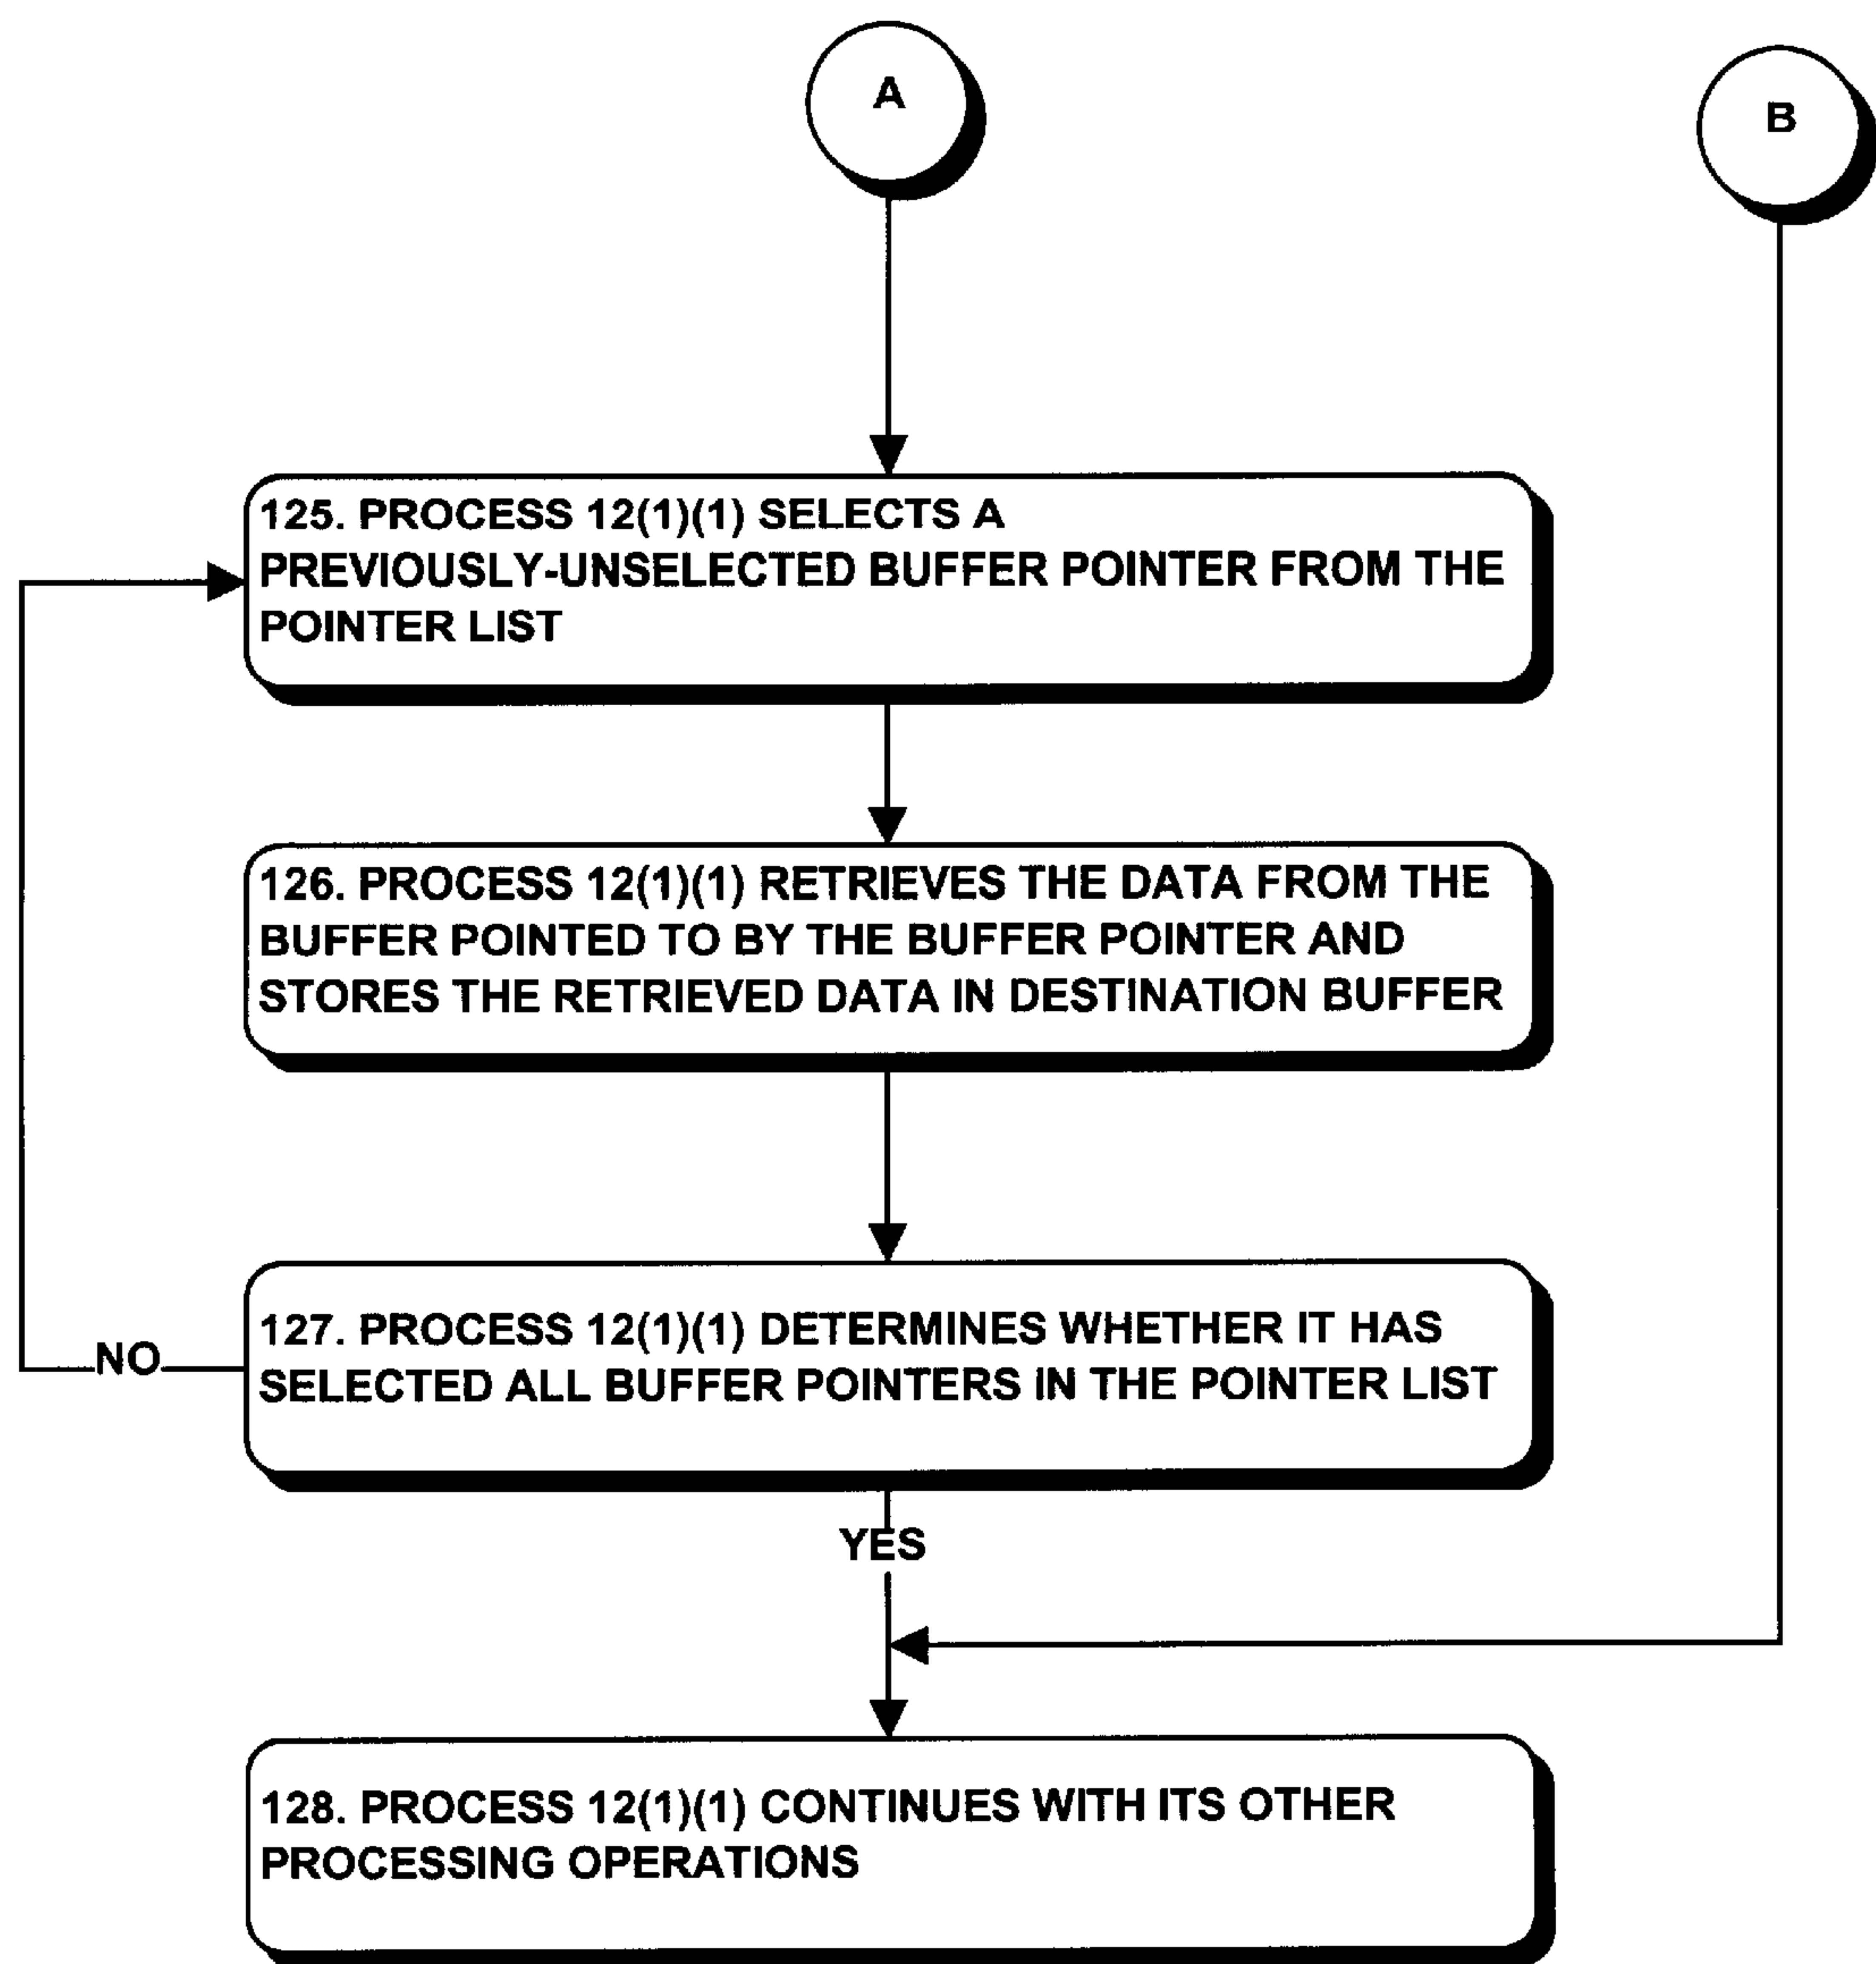 A
B
125. PROCESS 12(1)(1) SELECTS A
PREVIOUSLY-UNSELECTED BUFFER POINTER FROM THE
POINTER LIST
126. PROCESS 12(1)(1) RETRIEVES THE DATA FROM THE
BUFFER POINTED TO BY THE BUFFER POINTER AND
STORES THE RETRIEVED DATA IN DESTINATION BUFFER
127. PROCESS 12(1)(1) DETERMINES WHETHER IT HAS
SELECTED ALL BUFFER POINTERS IN THE POINTER LIST
NO
YES
128. PROCESS 12(1)(1) CONTINUES WITH ITS OTHER
PROCESSING OPERATIONS